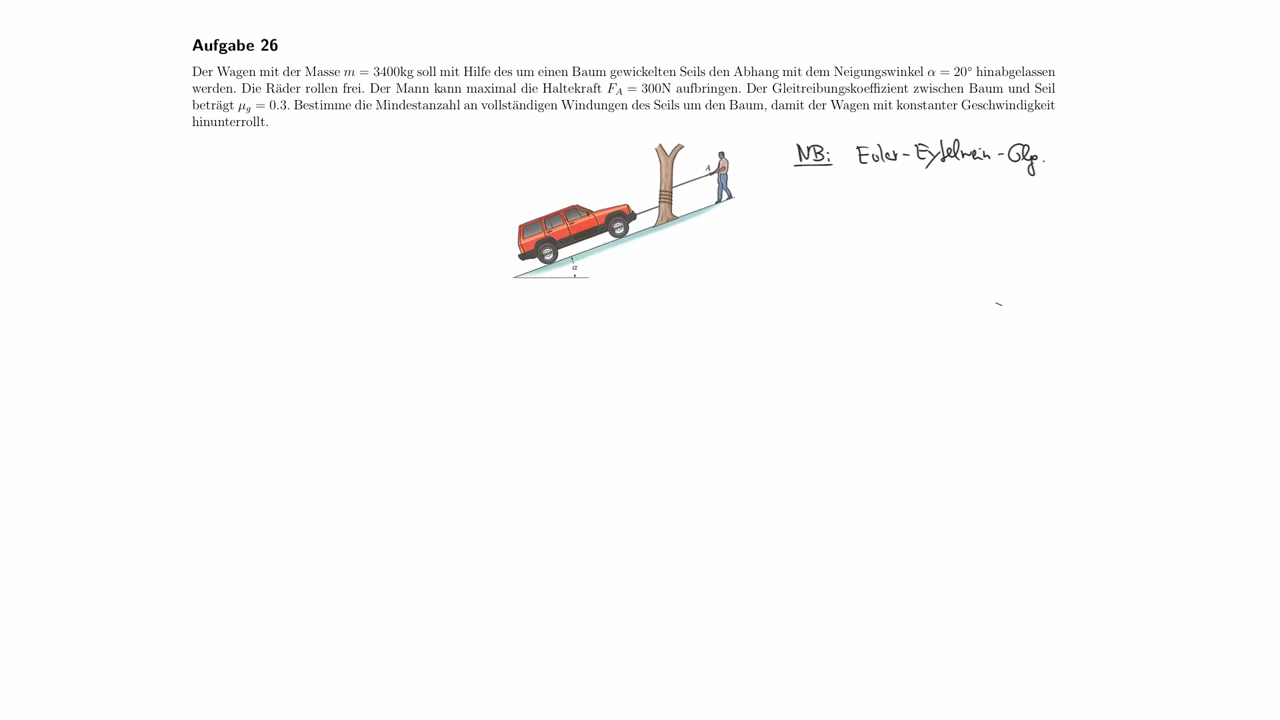 Aufgabe 26
Der Wagen mit der Masse m = 3400kg soll mit Hilfe des um einen Baum gewickelten Seils den Abhang mit dem Neigungswinkel α = 20° hinabgelassen
werden. Die Räder rollen frei. Der Mann kann maximal die Haltekraft F_A = 300N aufbringen. Der Gleitreibungskoeffizient zwischen Baum und Seil
beträgt μ_g = 0.3. Bestimme die Mindestanzahl an vollständigen Windungen des Seils um den Baum, damit der Wagen mit konstanter Geschwindigkeit
hinunterrollt.
NB: Euler-Eytelwein-Glg.
A
α